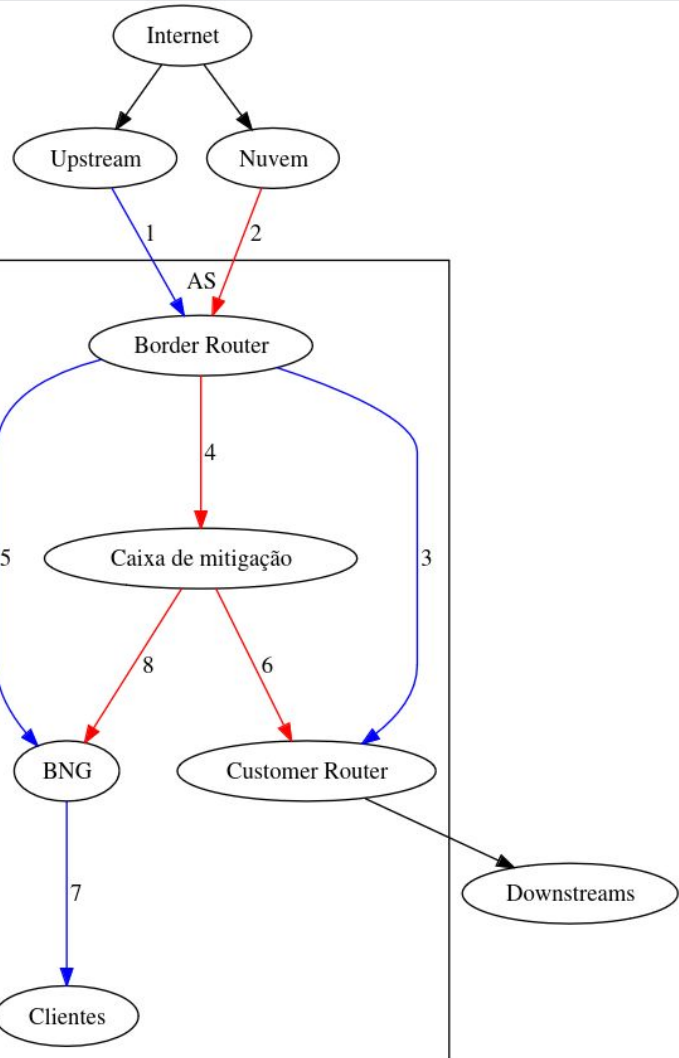 Internet
Upstream
Nuvem
1
2
AS
Border Router
4
5
Caixa de mitigação
3
8
6
BNG
Customer Router
7
Downstreams
Clientes